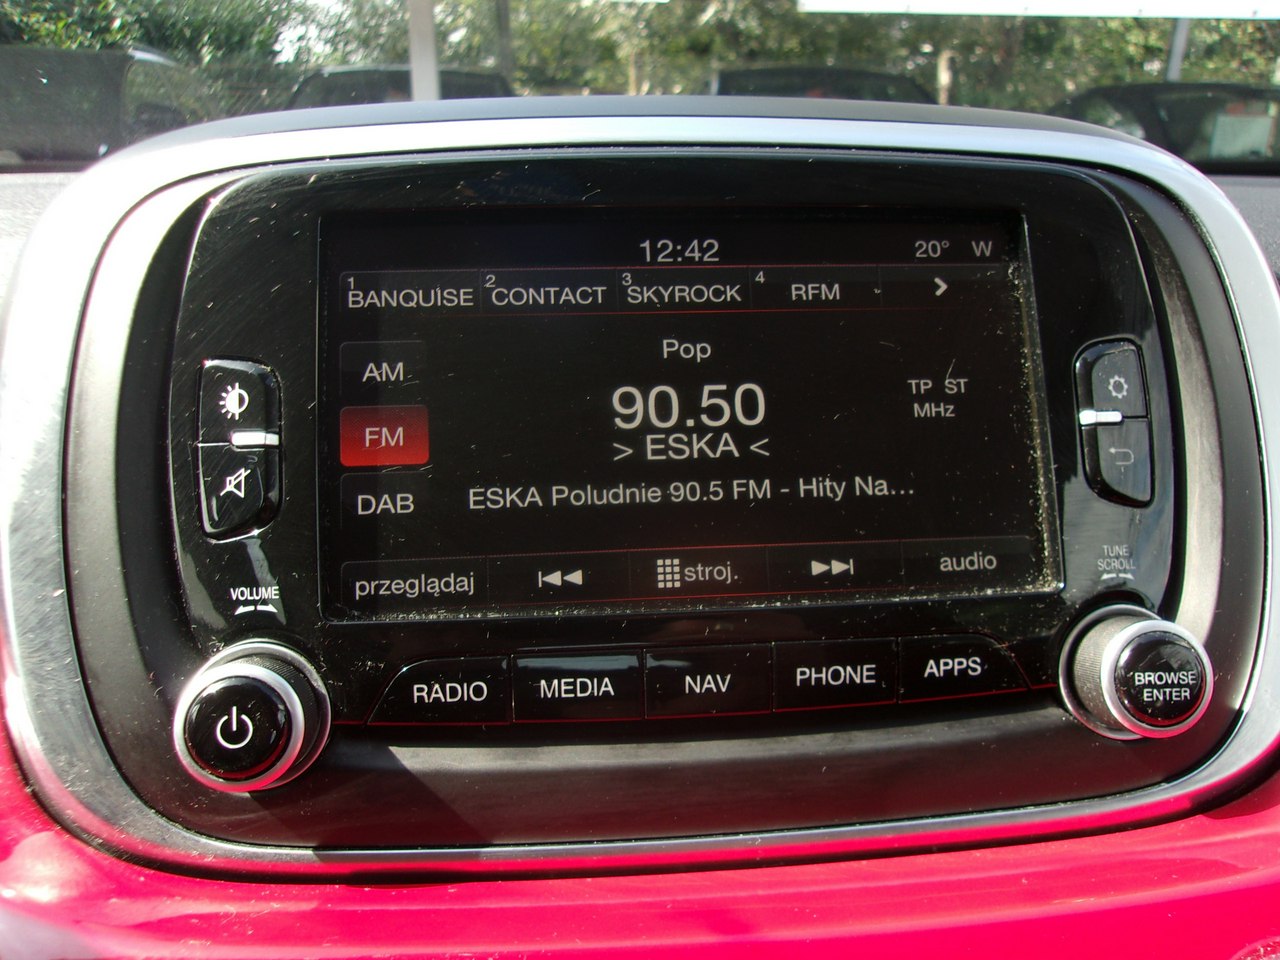 12:42 20° W
1 BANQUISE 2 CONTACT 3 SKYROCK 4 RFM
Pop
AM
90.50
TP ST
MHz
FM
> ESKA <
DAB
ESKA Poludnie 90.5 FM - Hity Na...
przeglądaj stroj. audio
VOLUME
TUNE
SCROLL
RADIO MEDIA NAV PHONE APPS
BROWSE
ENTER